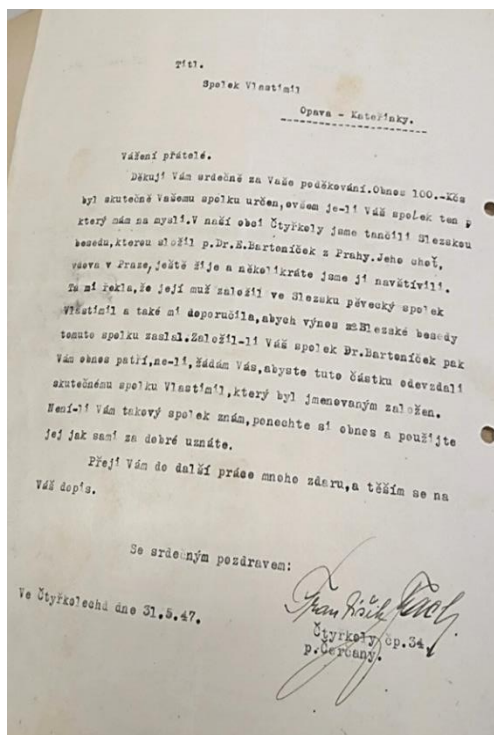 Titl.
Spolek Vlastimil
Opava - Kateřinky.
Vážení přátelé.
Děkuji Vám srdečně za Vaše poděkování.Obnos 100.-Kčs
byl skutečně Vašemu spolku určen,ovšem je-li Váš spolek ten
který mám na mysli.V naší obci Čtyřkoly jsme tančili Slezskou
besedu,kterou složil p.Dr.E.Bartoníček z Prahy.Jeho choť,
vdova v Praze,ještě žije a několikráte jsme ji navštívili.
Ta mi řekla,že její muž založil ve Slezsku pěvecký spolek
Vlastimil a také mi doporučila,abych výnos Slezské besedy
tomuto spolku zaslal.Založil-li Váš spolek Dr.Bartoníček pak
Vám obnos patří,ne-li,žádám Vás,abyste tuto částku odevzdali
skutečnému spolku Vlastimil,který byl jmenovaným založen.
Není-li Vám takový spolek znám,ponechte si obnos a použijte
jej jak sami za dobré uznáte.
Přeji Vám do další práce mnoho zdaru,a těším se na
Váš dopis.
Se srdečným pozdravem:
Ve Čtyřkolechd dne 31.5.47.
František
Čtyřkoly čp.34,
p.Čerčany.